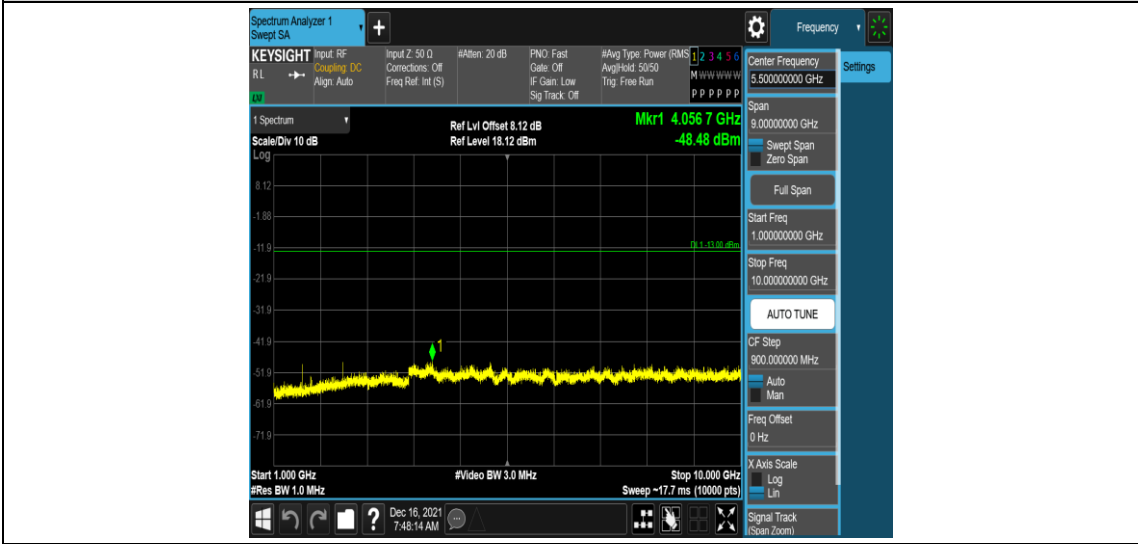 Spectrum Analyzer 1
Swept SA
+
Frequency
KEYSIGHT
RL
LM
Input: RF
Coupling: DC
Align: Auto
Input Z: 50 Ω
Corrections: Off
Freq Ref: Int (S)
#Atten: 20 dB
PNO: Fast
Gate: Off
IF Gain: Low
Sig Track: Off
#Avg Type: Power (RMS
Avg|Hold: 50/50
Trig: Free Run
1 2 3 4 5 6
M W W W W W
P P P P P P
1 Spectrum
Scale/Div 10 dB
Log
Ref Lvl Offset 8.12 dB
Ref Level 18.12 dBm
Mkr1 4.056 7 GHz
-48.48 dBm
8.12
-1.88
-11.9
DL1 -13.00 dBm
-21.9
-31.9
-41.9
1
-51.9
-61.9
-71.9
Start 1.000 GHz
#Video BW 3.0 MHz
Stop 10.000 GHz
#Res BW 1.0 MHz
Sweep ~17.7 ms (10000 pts)
?
Dec 16, 2021
7:48:14 AM
Center Frequency
5.500000000 GHz
Settings
Span
9.00000000 GHz
Swept Span
Zero Span
Full Span
Start Freq
1.000000000 GHz
Stop Freq
10.000000000 GHz
AUTO TUNE
CF Step
900.000000 MHz
Auto
Man
Freq Offset
0 Hz
X Axis Scale
Log
Lin
Signal Track
(Span Zoom)